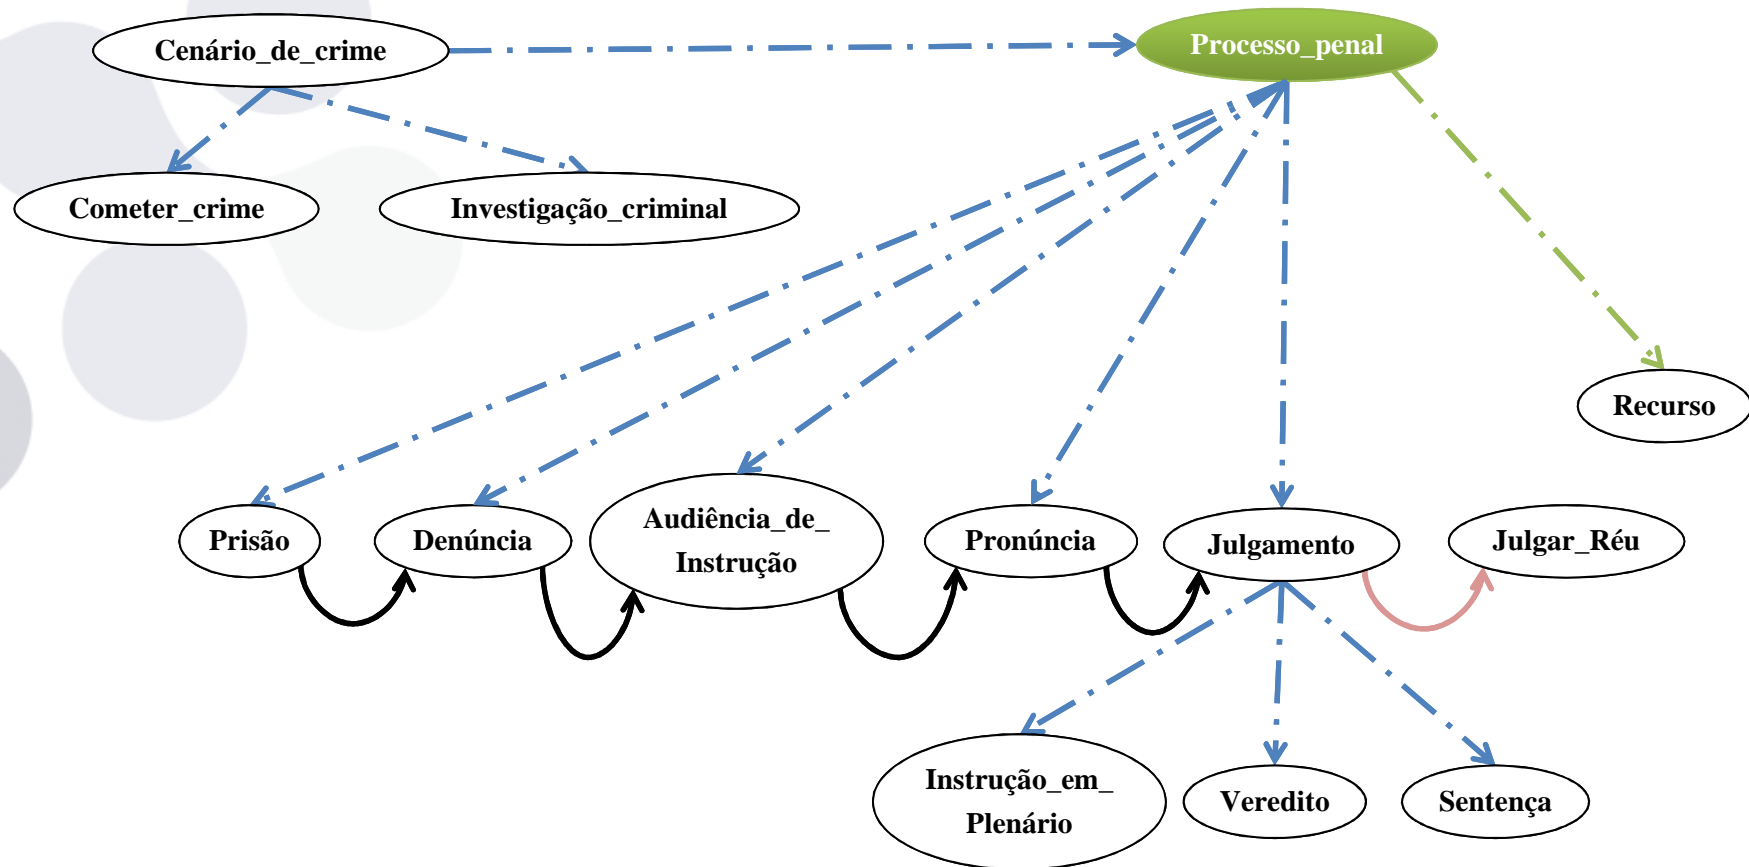 Cenário_de_crime
Processo_penal
Cometer_crime
Investigação_criminal
Recurso
Prisão
Denúncia
Audiência_de_
Instrução
Pronúncia
Julgamento
Julgar_Réu
Instrução_em_
Plenário
Veredito
Sentença